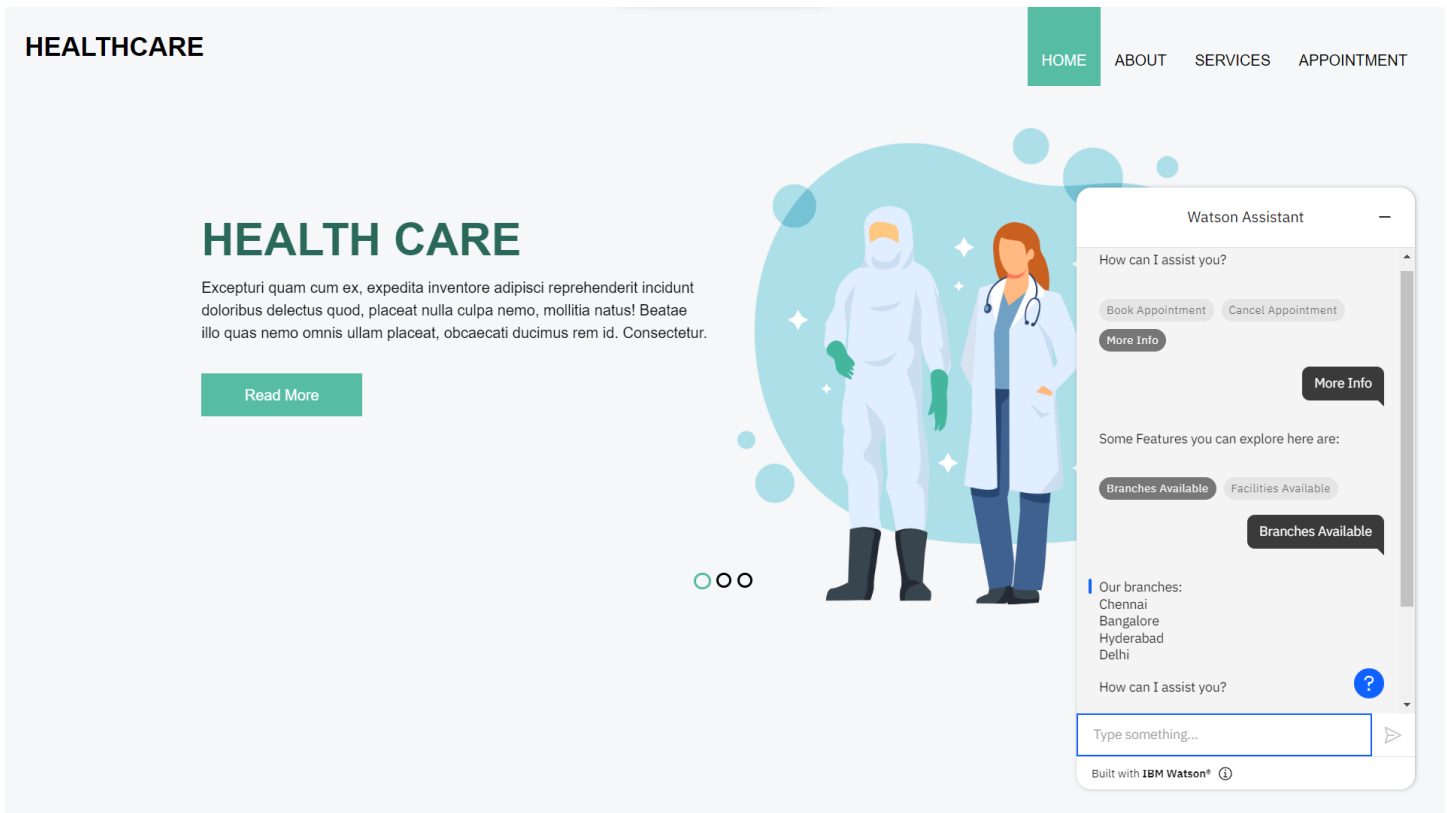 HEALTHCARE
HOME ABOUT SERVICES APPOINTMENT
HEALTH CARE
Excepturi quam cum ex, expedita inventore adipisci reprehenderit incidunt
doloribus delectus quod, placeat nulla culpa nemo, mollitia natus! Beatae
illo quas nemo omnis ullam placeat, obcaecati ducimus rem id. Consectetur.
Read More
Watson Assistant
How can I assist you?
Book Appointment Cancel Appointment
More Info
More Info
Some Features you can explore here are:
Branches Available Facilities Available
Branches Available
Our branches:
Chennai
Bangalore
Hyderabad
Delhi
How can I assist you?
?
Type something...
Built with IBM Watson®